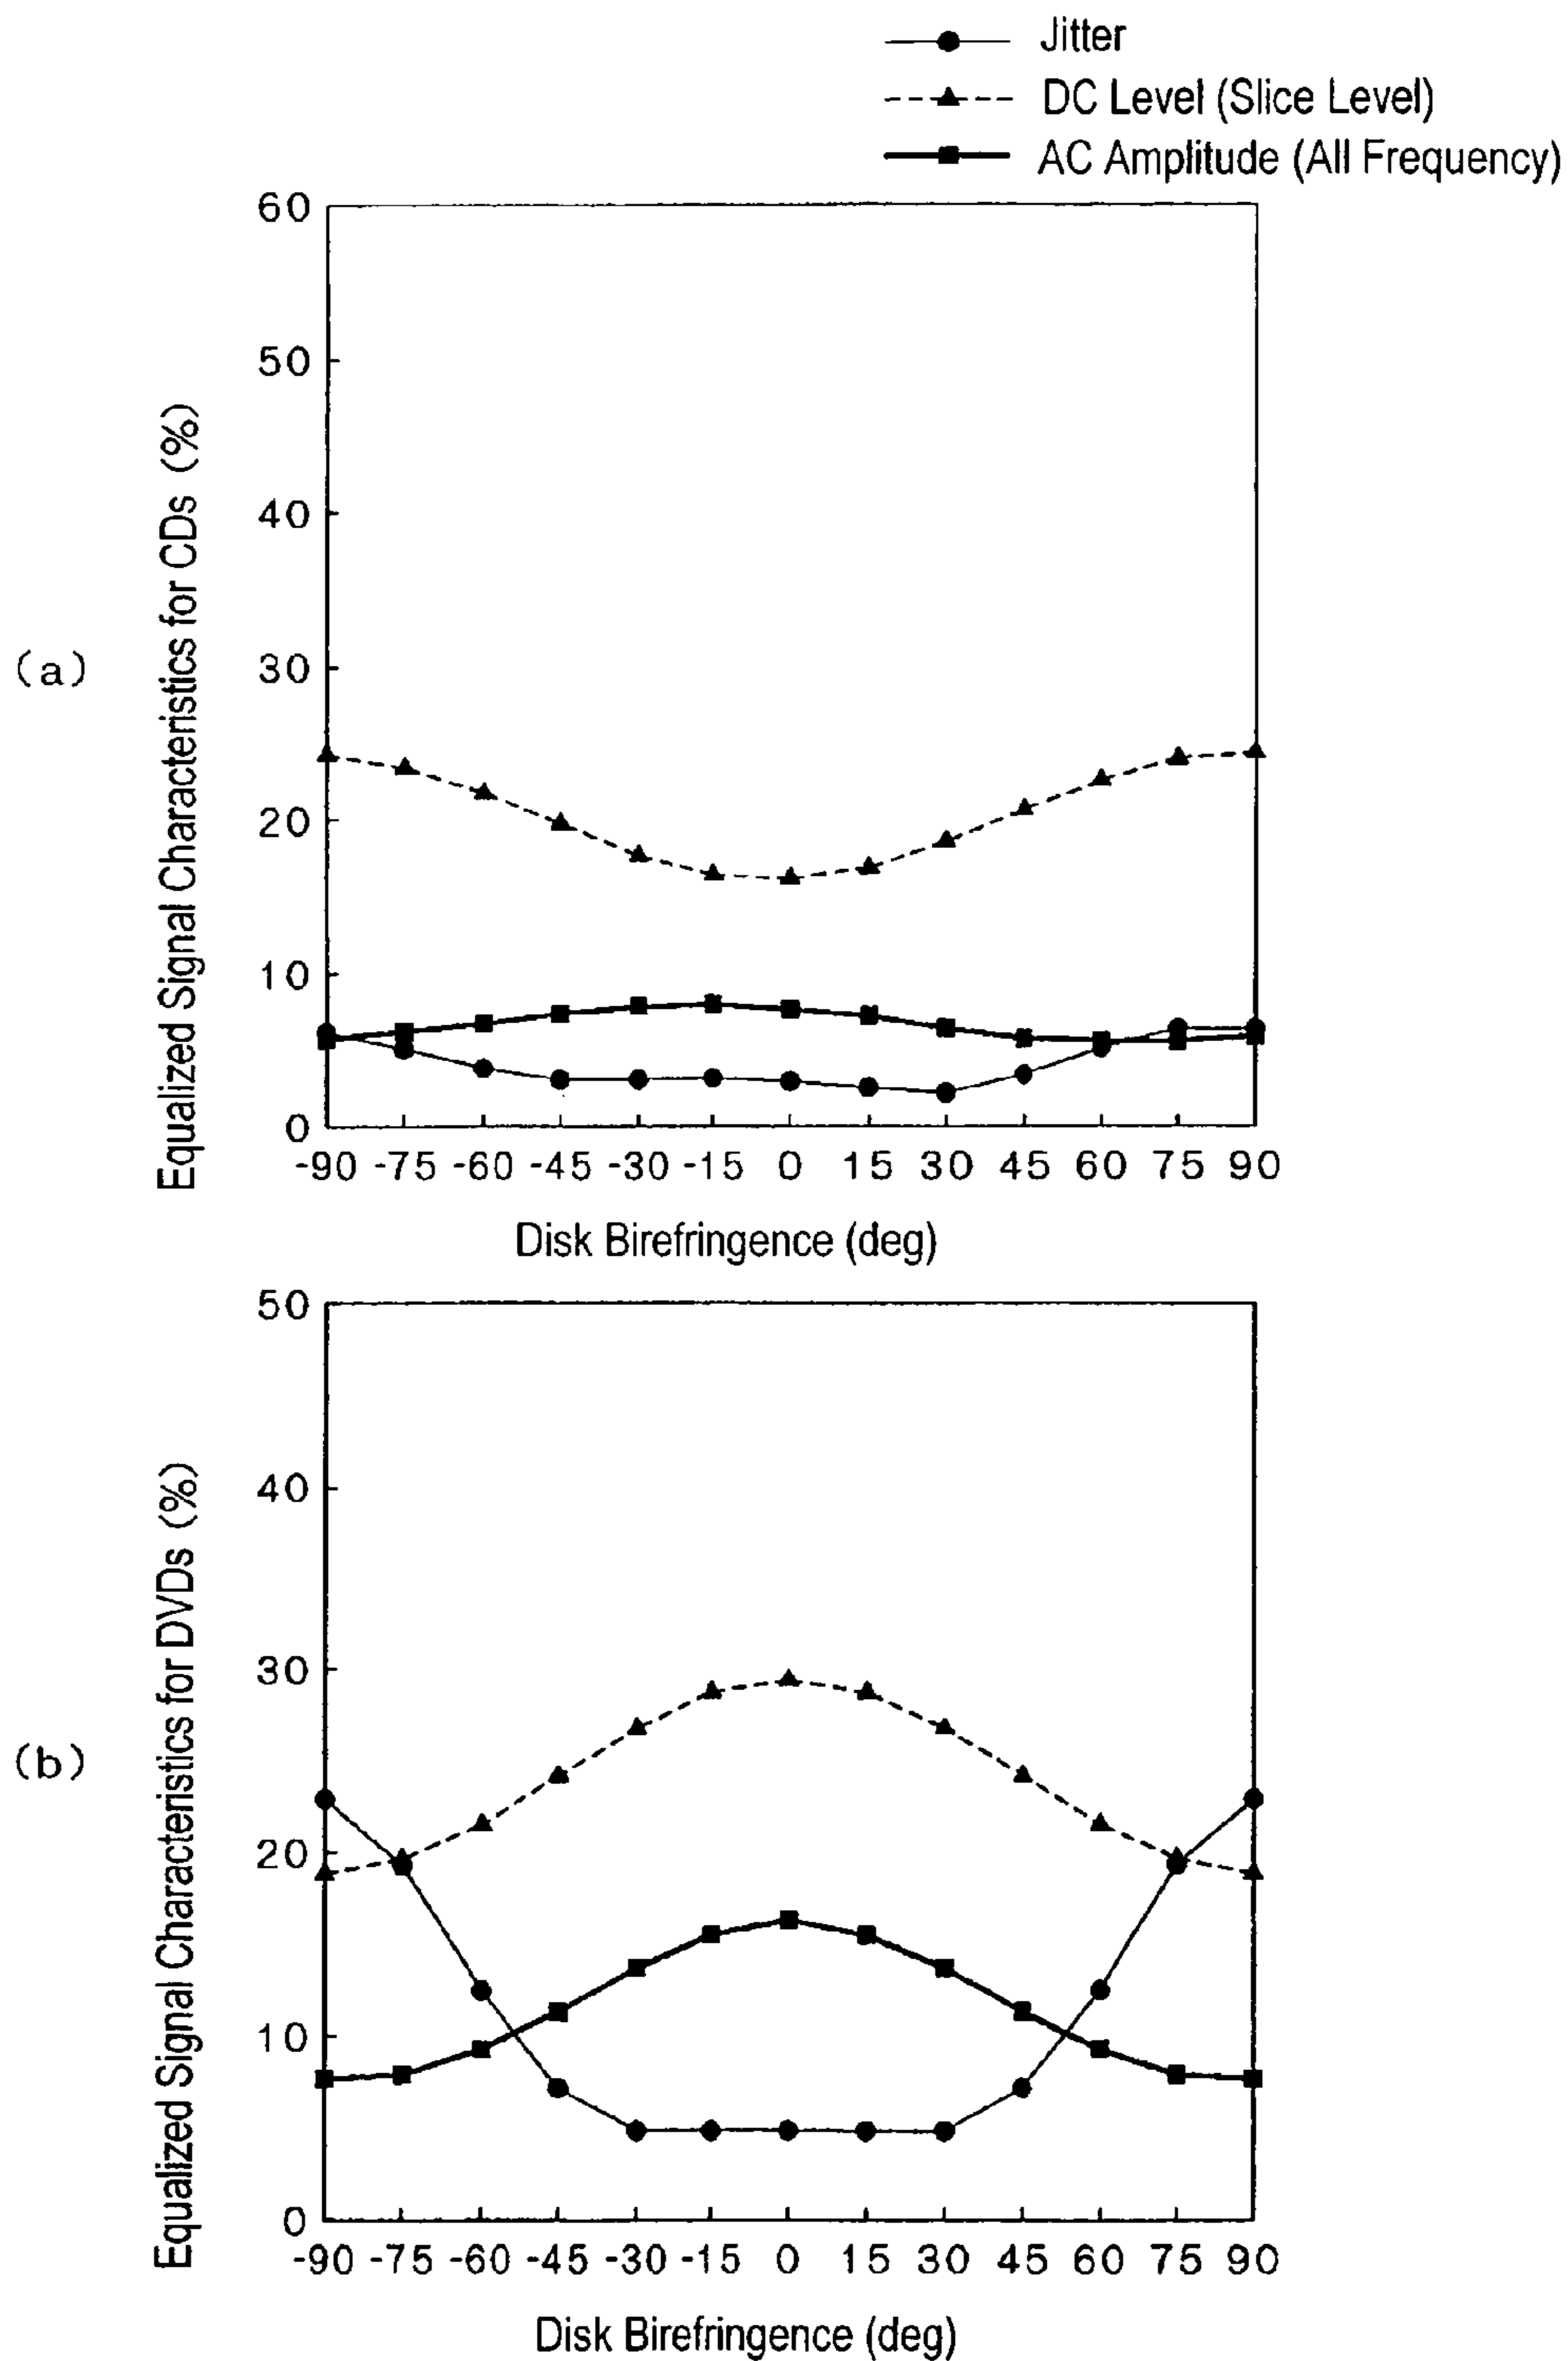 Jitter
DC Level (Slice Level)
AC Amplitude (All Frequency)
(a)
Equalized Signal Characteristics for CDs (%)
60
50
40
30
20
10
0
-90 -75 -60 -45 -30 -15 0 15 30 45 60 75 90
Disk Birefringence (deg)
(b)
Equalized Signal Characteristics for DVDs (%)
50
40
30
20
10
0
-90 -75 -60 -45 -30 -15 0 15 30 45 60 75 90
Disk Birefringence (deg)